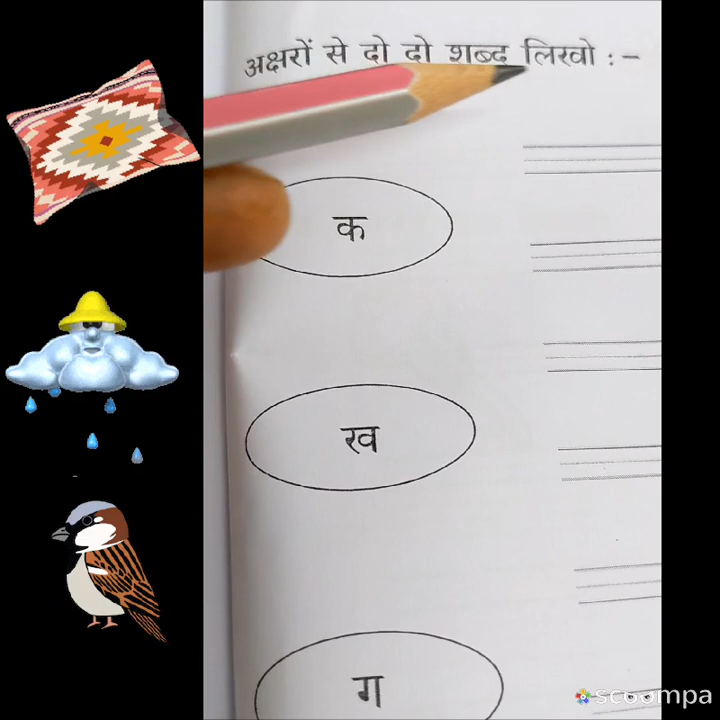 अक्षरों से दो दो शब्द लिखो :–
क
ख
ग
scoompa